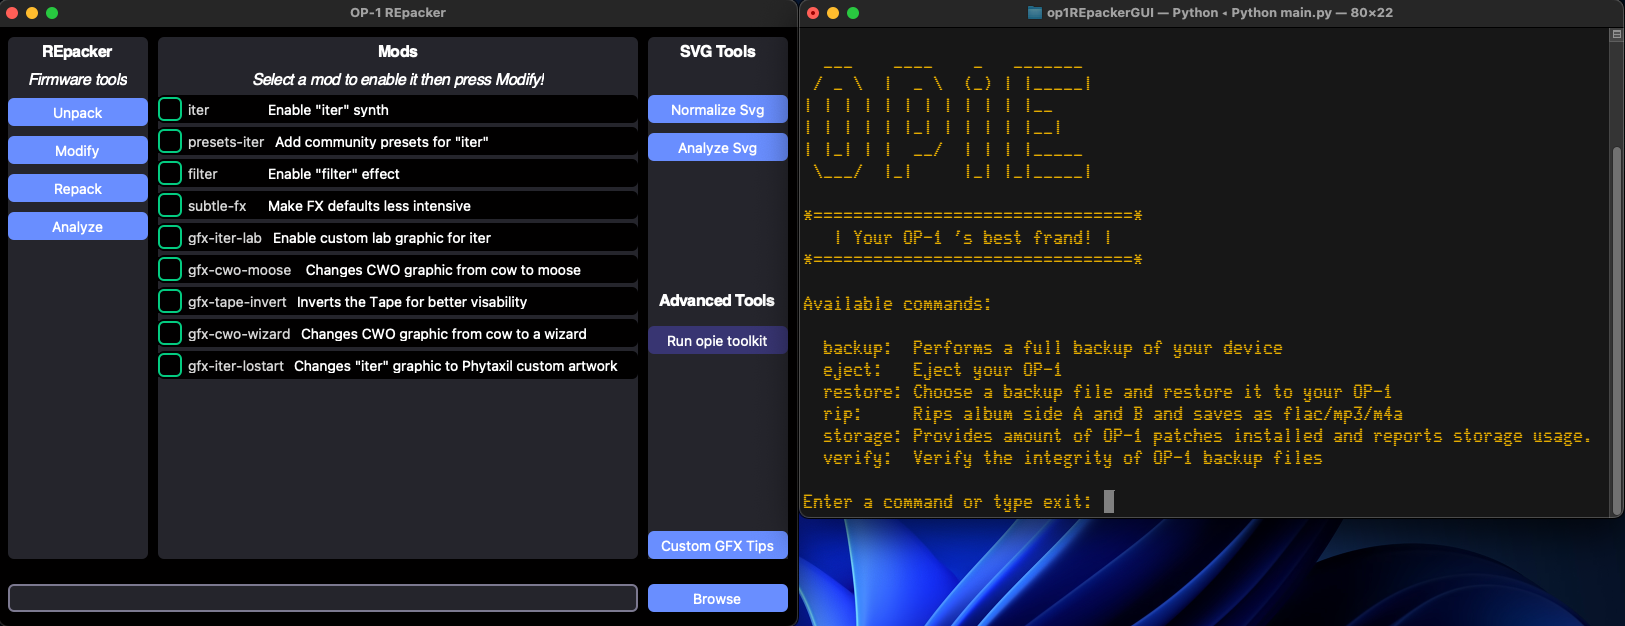 OP-1 REpacker
REpacker
Firmware tools
Unpack
Modify
Repack
Analyze
Mods
Select a mod to enable it then press Modify!
iter Enable "iter" synth
presets-iter Add community presets for "iter"
filter Enable "filter" effect
subtle-fx Make FX defaults less intensive
gfx-iter-lab Enable custom lab graphic for iter
gfx-cwo-moose Changes CWO graphic from cow to moose
gfx-tape-invert Inverts the Tape for better visability
gfx-cwo-wizard Changes CWO graphic from cow to a wizard
gfx-iter-lostart Changes "iter" graphic to Phytaxil custom artwork
SVG Tools
Normalize Svg
Analyze Svg
Advanced Tools
Run opie toolkit
Custom GFX Tips
Browse
op1REpackerGUI — Python ◂ Python main.py — 80×22
OPIE
*================================*
| Your OP-1 's best frand! |
*================================*
Available commands:
backup: Performs a full backup of your device
eject: Eject your OP-1
restore: Choose a backup file and restore it to your OP-1
rip: Rips album side A and B and saves as flac/mp3/m4a
storage: Provides amount of OP-1 patches installed and reports storage usage.
verify: Verify the integrity of OP-1 backup files
Enter a command or type exit: